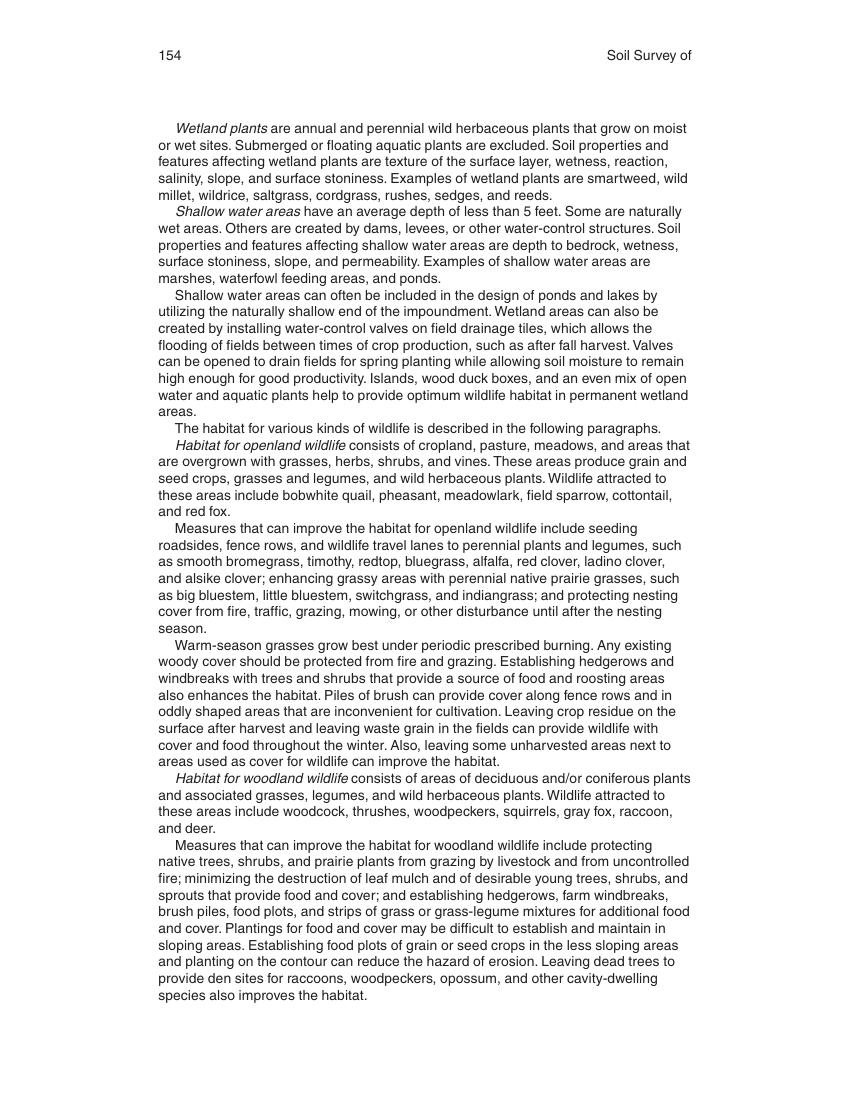 154
Soil Survey of
Wetland plants are annual and perennial wild herbaceous plants that grow on moist
or wet sites. Submerged or floating aquatic plants are excluded. Soil properties and
features affecting wetland plants are texture of the surface layer, wetness, reaction,
salinity, slope, and surface stoniness. Examples of wetland plants are smartweed, wild
millet, wildrice, saltgrass, cordgrass, rushes, sedges, and reeds.
Shallow water areas have an average depth of less than 5 feet. Some are naturally
wet areas. Others are created by dams, levees, or other water-control structures. Soil
properties and features affecting shallow water areas are depth to bedrock, wetness,
surface stoniness, slope, and permeability. Examples of shallow water areas are
marshes, waterfowl feeding areas, and ponds.
Shallow water areas can often be included in the design of ponds and lakes by
utilizing the naturally shallow end of the impoundment. Wetland areas can also be
created by installing water-control valves on field drainage tiles, which allows the
flooding of fields between times of crop production, such as after fall harvest. Valves
can be opened to drain fields for spring planting while allowing soil moisture to remain
high enough for good productivity. Islands, wood duck boxes, and an even mix of open
water and aquatic plants help to provide optimum wildlife habitat in permanent wetland
areas.
The habitat for various kinds of wildlife is described in the following paragraphs.
Habitat for openland wildlife consists of cropland, pasture, meadows, and areas that
are overgrown with grasses, herbs, shrubs, and vines. These areas produce grain and
seed crops, grasses and legumes, and wild herbaceous plants. Wildlife attracted to
these areas include bobwhite quail, pheasant, meadowlark, field sparrow, cottontail,
and red fox.
Measures that can improve the habitat for openland wildlife include seeding
roadsides, fence rows, and wildlife travel lanes to perennial plants and legumes, such
as smooth bromegrass, timothy, redtop, bluegrass, alfalfa, red clover, ladino clover,
and alsike clover; enhancing grassy areas with perennial native prairie grasses, such
as big bluestem, little bluestem, switchgrass, and indiangrass; and protecting nesting
cover from fire, traffic, grazing, mowing, or other disturbance until after the nesting
season.
Warm-season grasses grow best under periodic prescribed burning. Any existing
woody cover should be protected from fire and grazing. Establishing hedgerows and
windbreaks with trees and shrubs that provide a source of food and roosting areas
also enhances the habitat. Piles of brush can provide cover along fence rows and in
oddly shaped areas that are inconvenient for cultivation. Leaving crop residue on the
surface after harvest and leaving waste grain in the fields can provide wildlife with
cover and food throughout the winter. Also, leaving some unharvested areas next to
areas used as cover for wildlife can improve the habitat.
Habitat for woodland wildlife consists of areas of deciduous and/or coniferous plants
and associated grasses, legumes, and wild herbaceous plants. Wildlife attracted to
these areas include woodcock, thrushes, woodpeckers, squirrels, gray fox, raccoon,
and deer.
Measures that can improve the habitat for woodland wildlife include protecting
native trees, shrubs, and prairie plants from grazing by livestock and from uncontrolled
fire; minimizing the destruction of leaf mulch and of desirable young trees, shrubs, and
sprouts that provide food and cover; and establishing hedgerows, farm windbreaks,
brush piles, food plots, and strips of grass or grass-legume mixtures for additional food
and cover. Plantings for food and cover may be difficult to establish and maintain in
sloping areas. Establishing food plots of grain or seed crops in the less sloping areas
and planting on the contour can reduce the hazard of erosion. Leaving dead trees to
provide den sites for raccoons, woodpeckers, opossum, and other cavity-dwelling
species also improves the habitat.